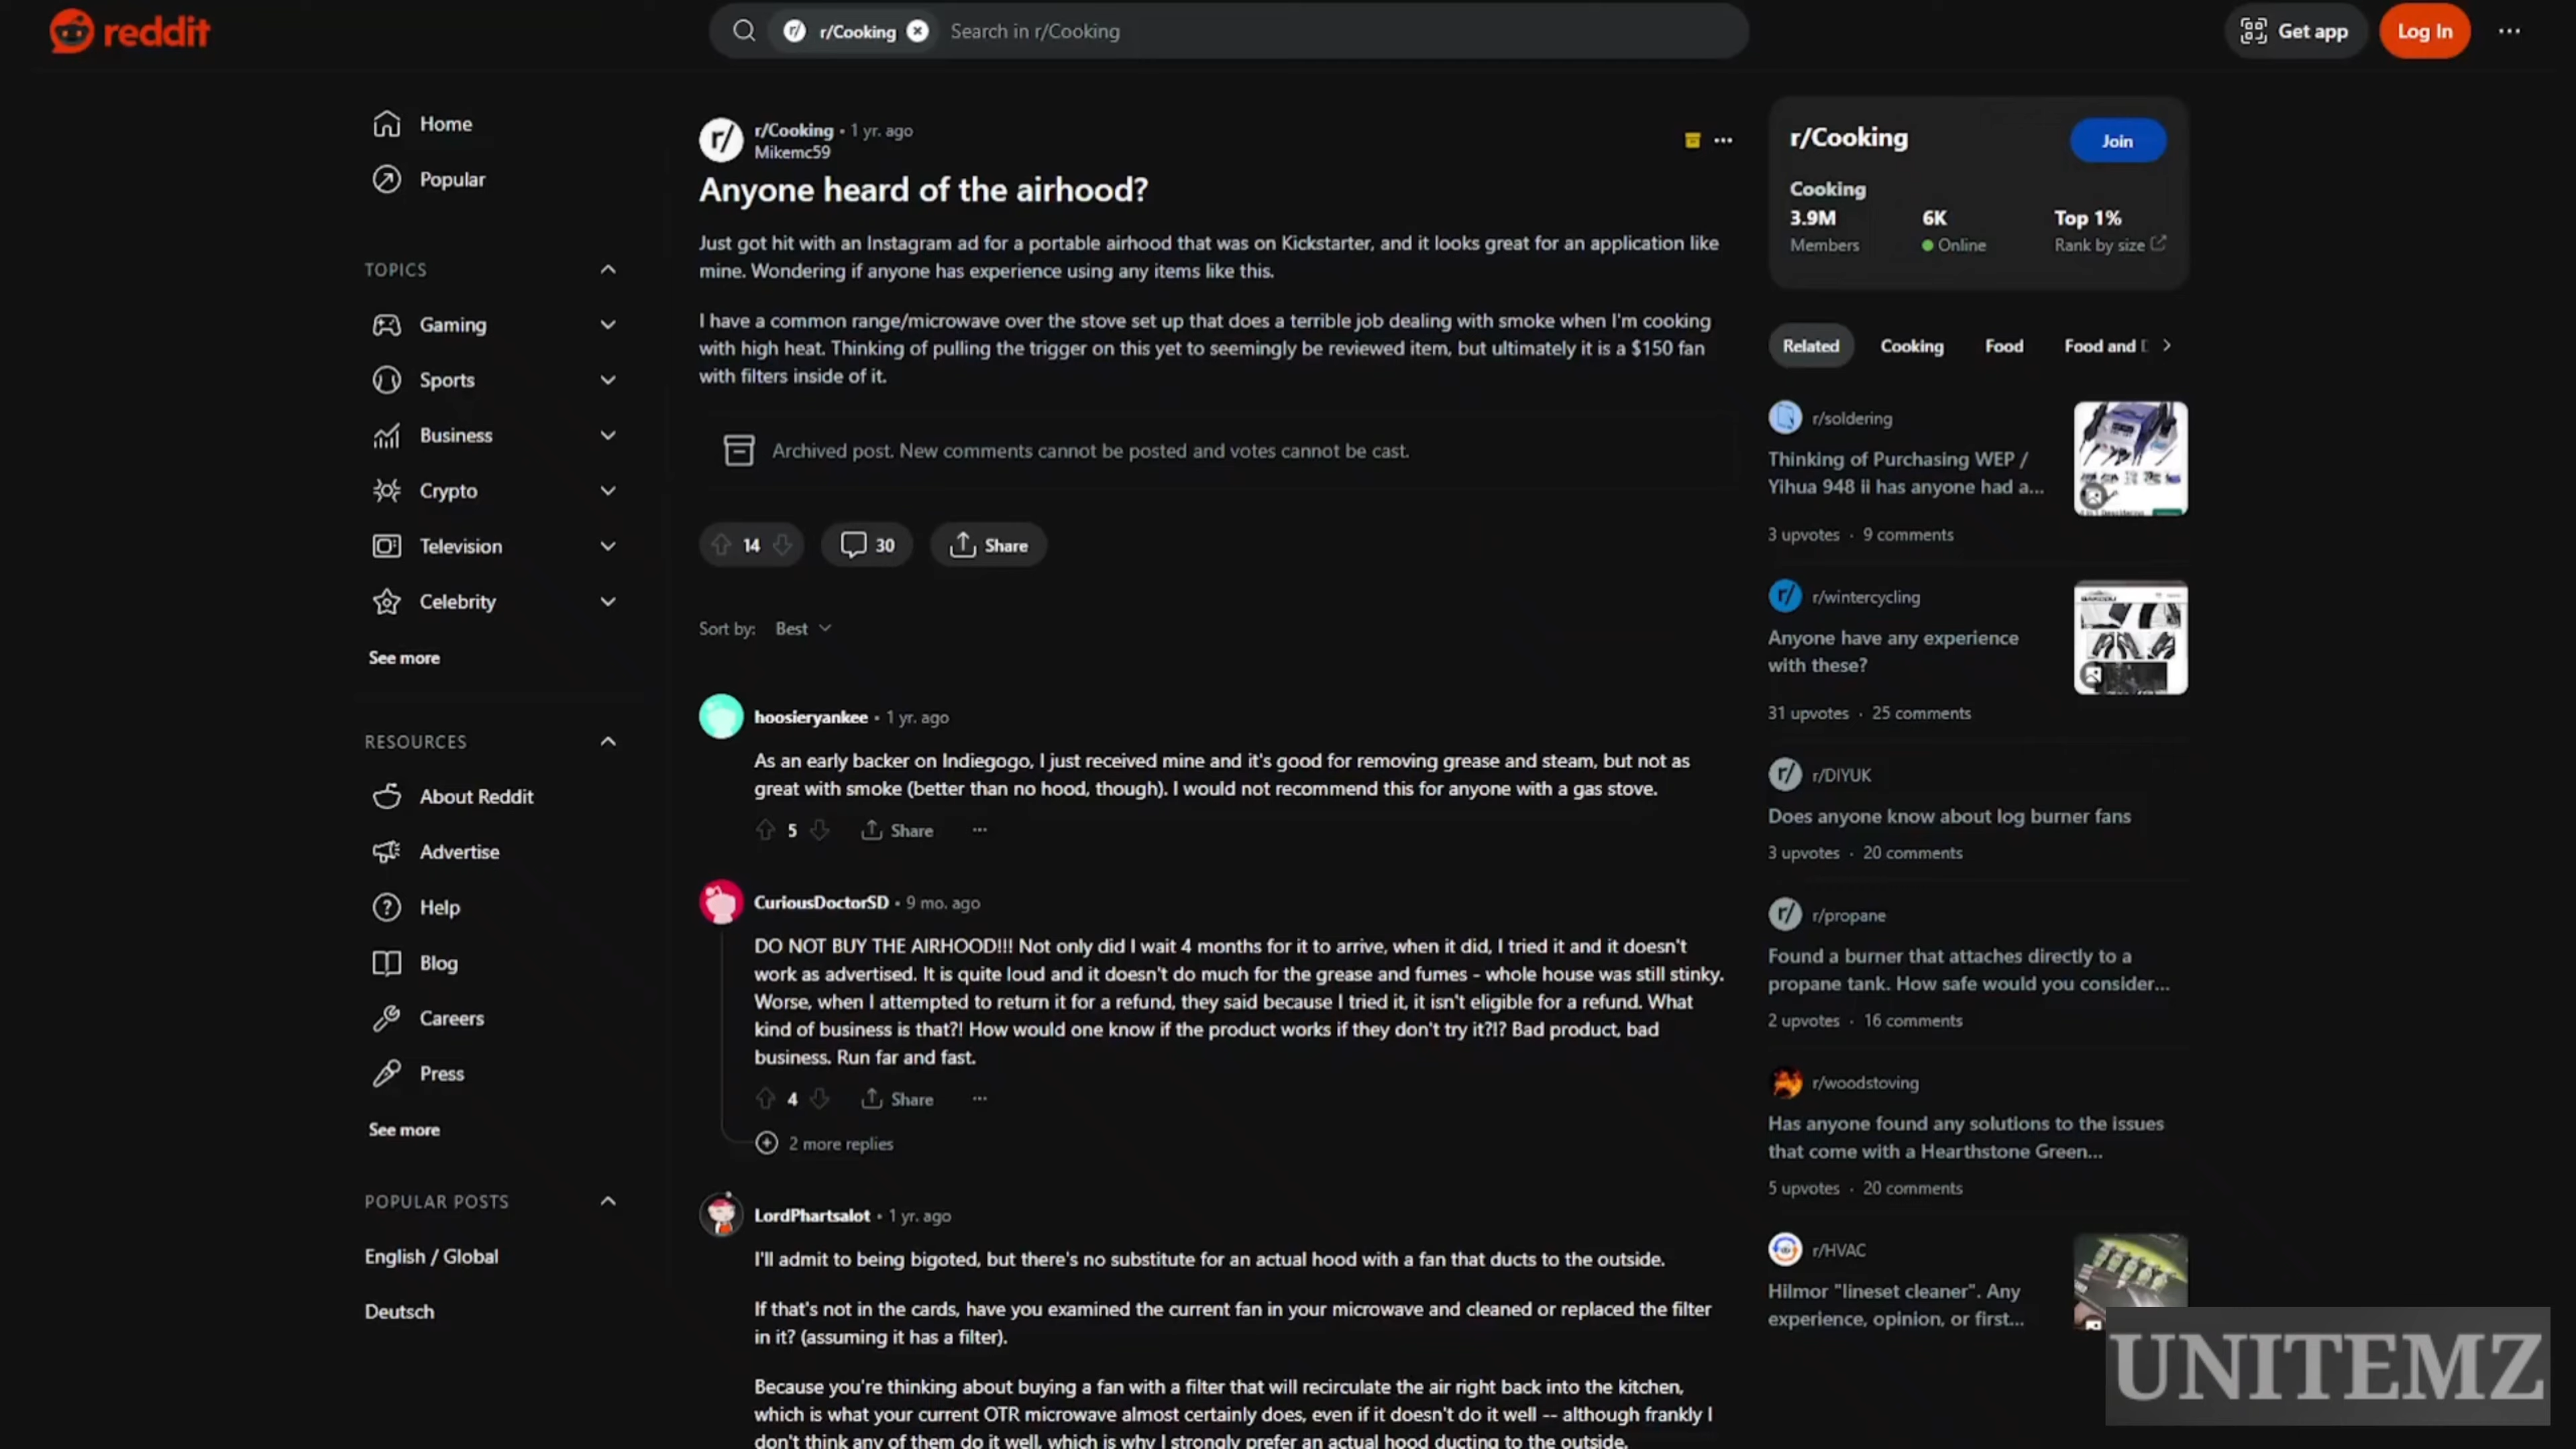 reddit
r/Cooking
Search in r/Cooking
Get app
Log In
Home
Popular
TOPICS
Gaming
Sports
Business
Crypto
Television
Celebrity
See more
RESOURCES
About Reddit
Advertise
Help
Blog
Careers
Press
See more
POPULAR POSTS
English / Global
Deutsch
r/Cooking • 1 yr. ago
Mikemc59
Anyone heard of the airhood?
Just got hit with an Instagram ad for a portable airhood that was on Kickstarter, and it looks great for an application like
mine. Wondering if anyone has experience using any items like this.
I have a common range/microwave over the stove set up that does a terrible job dealing with smoke when I'm cooking
with high heat. Thinking of pulling the trigger on this yet to seemingly be reviewed item, but ultimately it is a $150 fan
with filters inside of it.
Archived post. New comments cannot be posted and votes cannot be cast.
14
30
Share
Sort by: Best
hoosieryankee • 1 yr. ago
As an early backer on Indiegogo, I just received mine and it's good for removing grease and steam, but not as
great with smoke (better than no hood, though). I would not recommend this for anyone with a gas stove.
5
Share
CuriousDoctorSD • 9 mo. ago
DO NOT BUY THE AIRHOOD!!! Not only did I wait 4 months for it to arrive, when it did, I tried it and it doesn't
work as advertised. It is quite loud and it doesn't do much for the grease and fumes - whole house was still stinky.
Worse, when I attempted to return it for a refund, they said because I tried it, it isn't eligible for a refund. What
kind of business is that?! How would one know if the product works if they don't try it?!? Bad product, bad
business. Run far and fast.
4
Share
2 more replies
LordPhartsalot • 1 yr. ago
I'll admit to being bigoted, but there's no substitute for an actual hood with a fan that ducts to the outside.
If that's not in the cards, have you examined the current fan in your microwave and cleaned or replaced the filter
in it? (assuming it has a filter).
Because you're thinking about buying a fan with a filter that will recirculate the air right back into the kitchen,
which is what your current OTR microwave almost certainly does, even if it doesn't do it well -- although frankly I
don't think any of them do it well, which is why I strongly prefer an actual hood ducting to the outside.
r/Cooking
Join
Cooking
3.9M
Members
6K
Online
Top 1%
Rank by size
Related
Cooking
Food
Food and
r/soldering
Thinking of Purchasing WEP /
Yihua 948 ii has anyone had a...
3 upvotes · 9 comments
r/wintercycling
Anyone have any experience
with these?
31 upvotes · 25 comments
r/DIYUK
Does anyone know about log burner fans
3 upvotes · 20 comments
r/propane
Found a burner that attaches directly to a
propane tank. How safe would you consider...
2 upvotes · 16 comments
r/woodstoving
Has anyone found any solutions to the issues
that come with a Hearthstone Green...
5 upvotes · 20 comments
r/HVAC
Hilmor "lineset cleaner". Any
experience, opinion, or first...
UNITEMZ